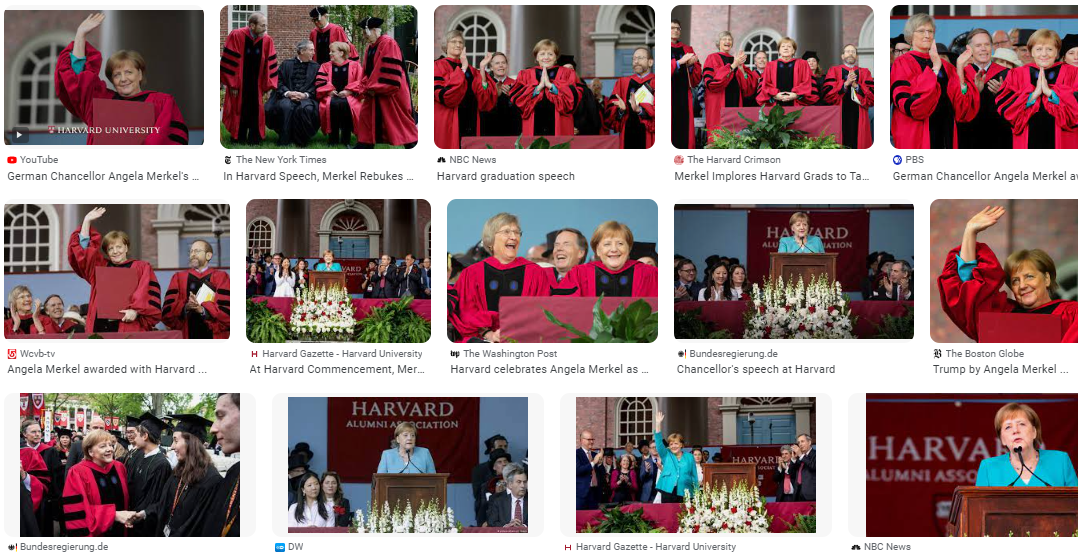 HARVARD UNIVERSITY
YouTube
The New York Times
NBC News
The Harvard Crimson
PBS
German Chancellor Angela Merkel's ...
In Harvard Speech, Merkel Rebukes ...
Harvard graduation speech
Merkel Implores Harvard Grads to Ta...
German Chancellor Angela Merkel aw
HARVARD
ALUMNI ASSOCIATION
Wcvb-tv
Harvard Gazette - Harvard University
The Washington Post
Bundesregierung.de
The Boston Globe
Angela Merkel awarded with Harvard ...
At Harvard Commencement, Mer...
Harvard celebrates Angela Merkel as ...
Chancellor's speech at Harvard
Trump by Angela Merkel ...
HARVARD
ALUMNI ASSOCIATION
HARVARD
HARVAR
ALUMNI ASSO
Bundesregierung.de
DW
Harvard Gazette - Harvard University
NBC News